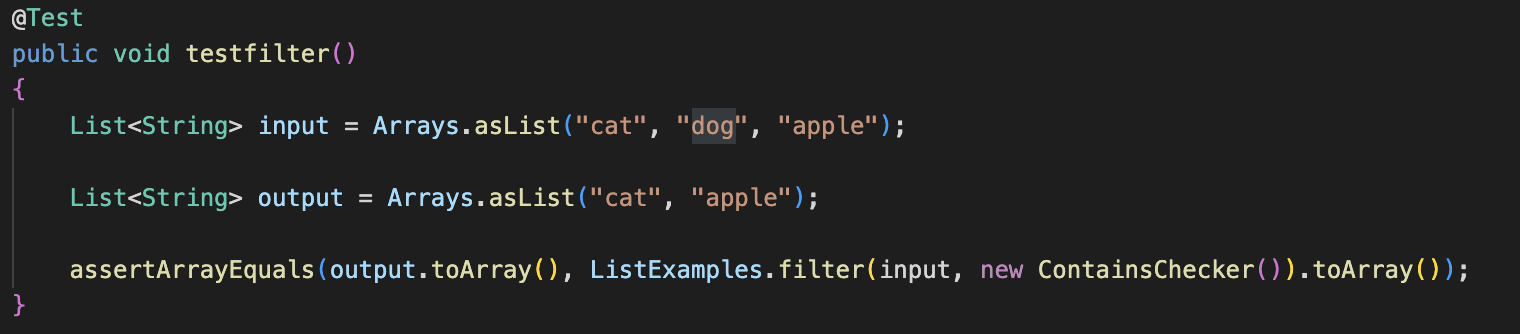 @Test
public void testfilter()
{
List<String> input = Arrays.asList("cat", "dog", "apple");
List<String> output = Arrays.asList("cat", "apple");
assertArrayEquals(output.toArray(), ListExamples.filter(input, new ContainsChecker()).toArray());
}